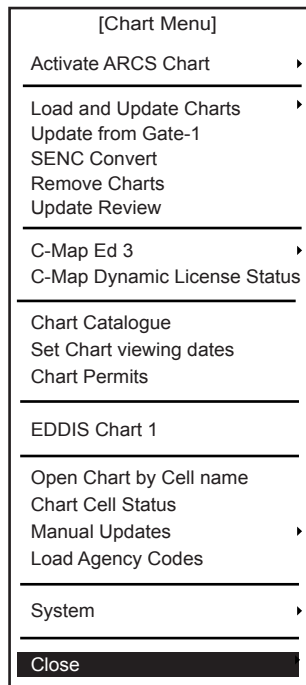 [Chart Menu]
Activate ARCS Chart
Load and Update Charts
Update from Gate-1
SENC Convert
Remove Charts
Update Review
C-Map Ed 3
C-Map Dynamic License Status
Chart Catalogue
Set Chart viewing dates
Chart Permits
EDDIS Chart 1
Open Chart by Cell name
Chart Cell Status
Manual Updates
Load Agency Codes
System
Close